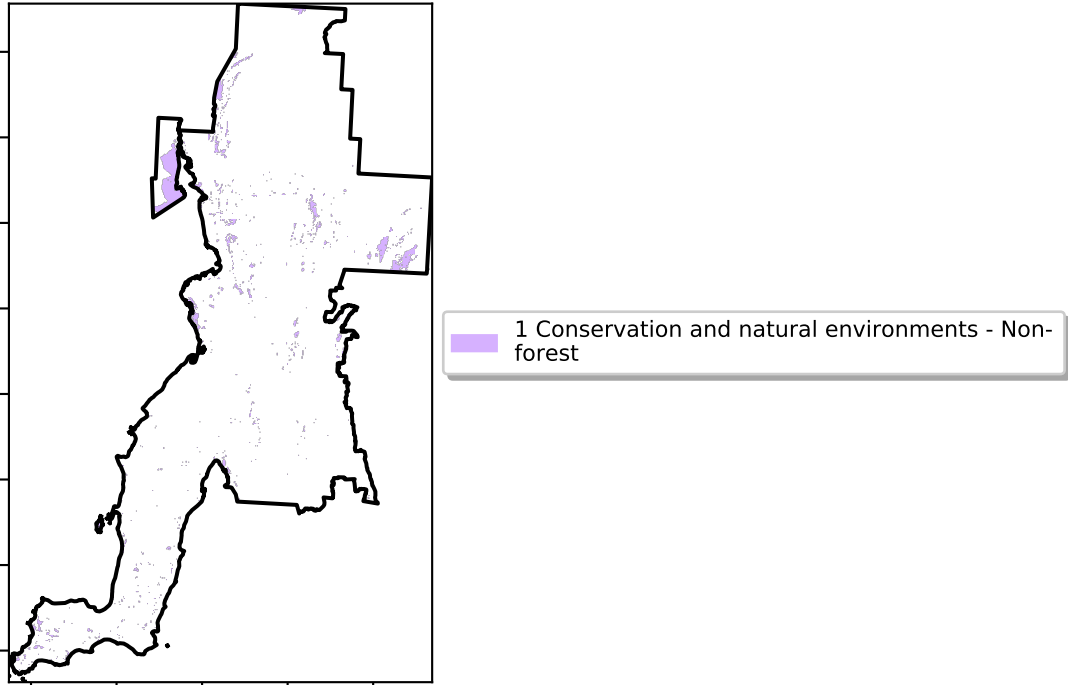 1 Conservation and natural environments - Non-
forest